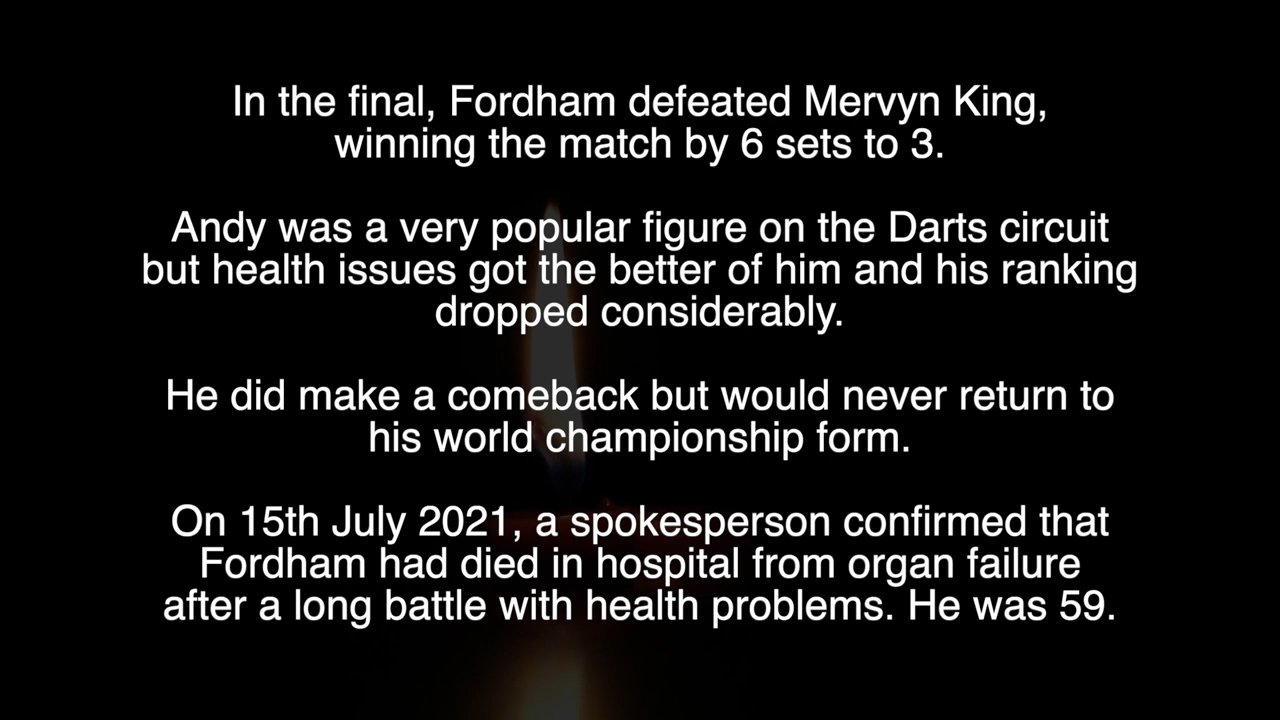 In the final, Fordham defeated Mervyn King,
winning the match by 6 sets to 3.
Andy was a very popular figure on the Darts circuit
but health issues got the better of him and his ranking
dropped considerably.
He did make a comeback but would never return to
his world championship form.
On 15th July 2021, a spokesperson confirmed that
Fordham had died in hospital from organ failure
after a long battle with health problems. He was 59.